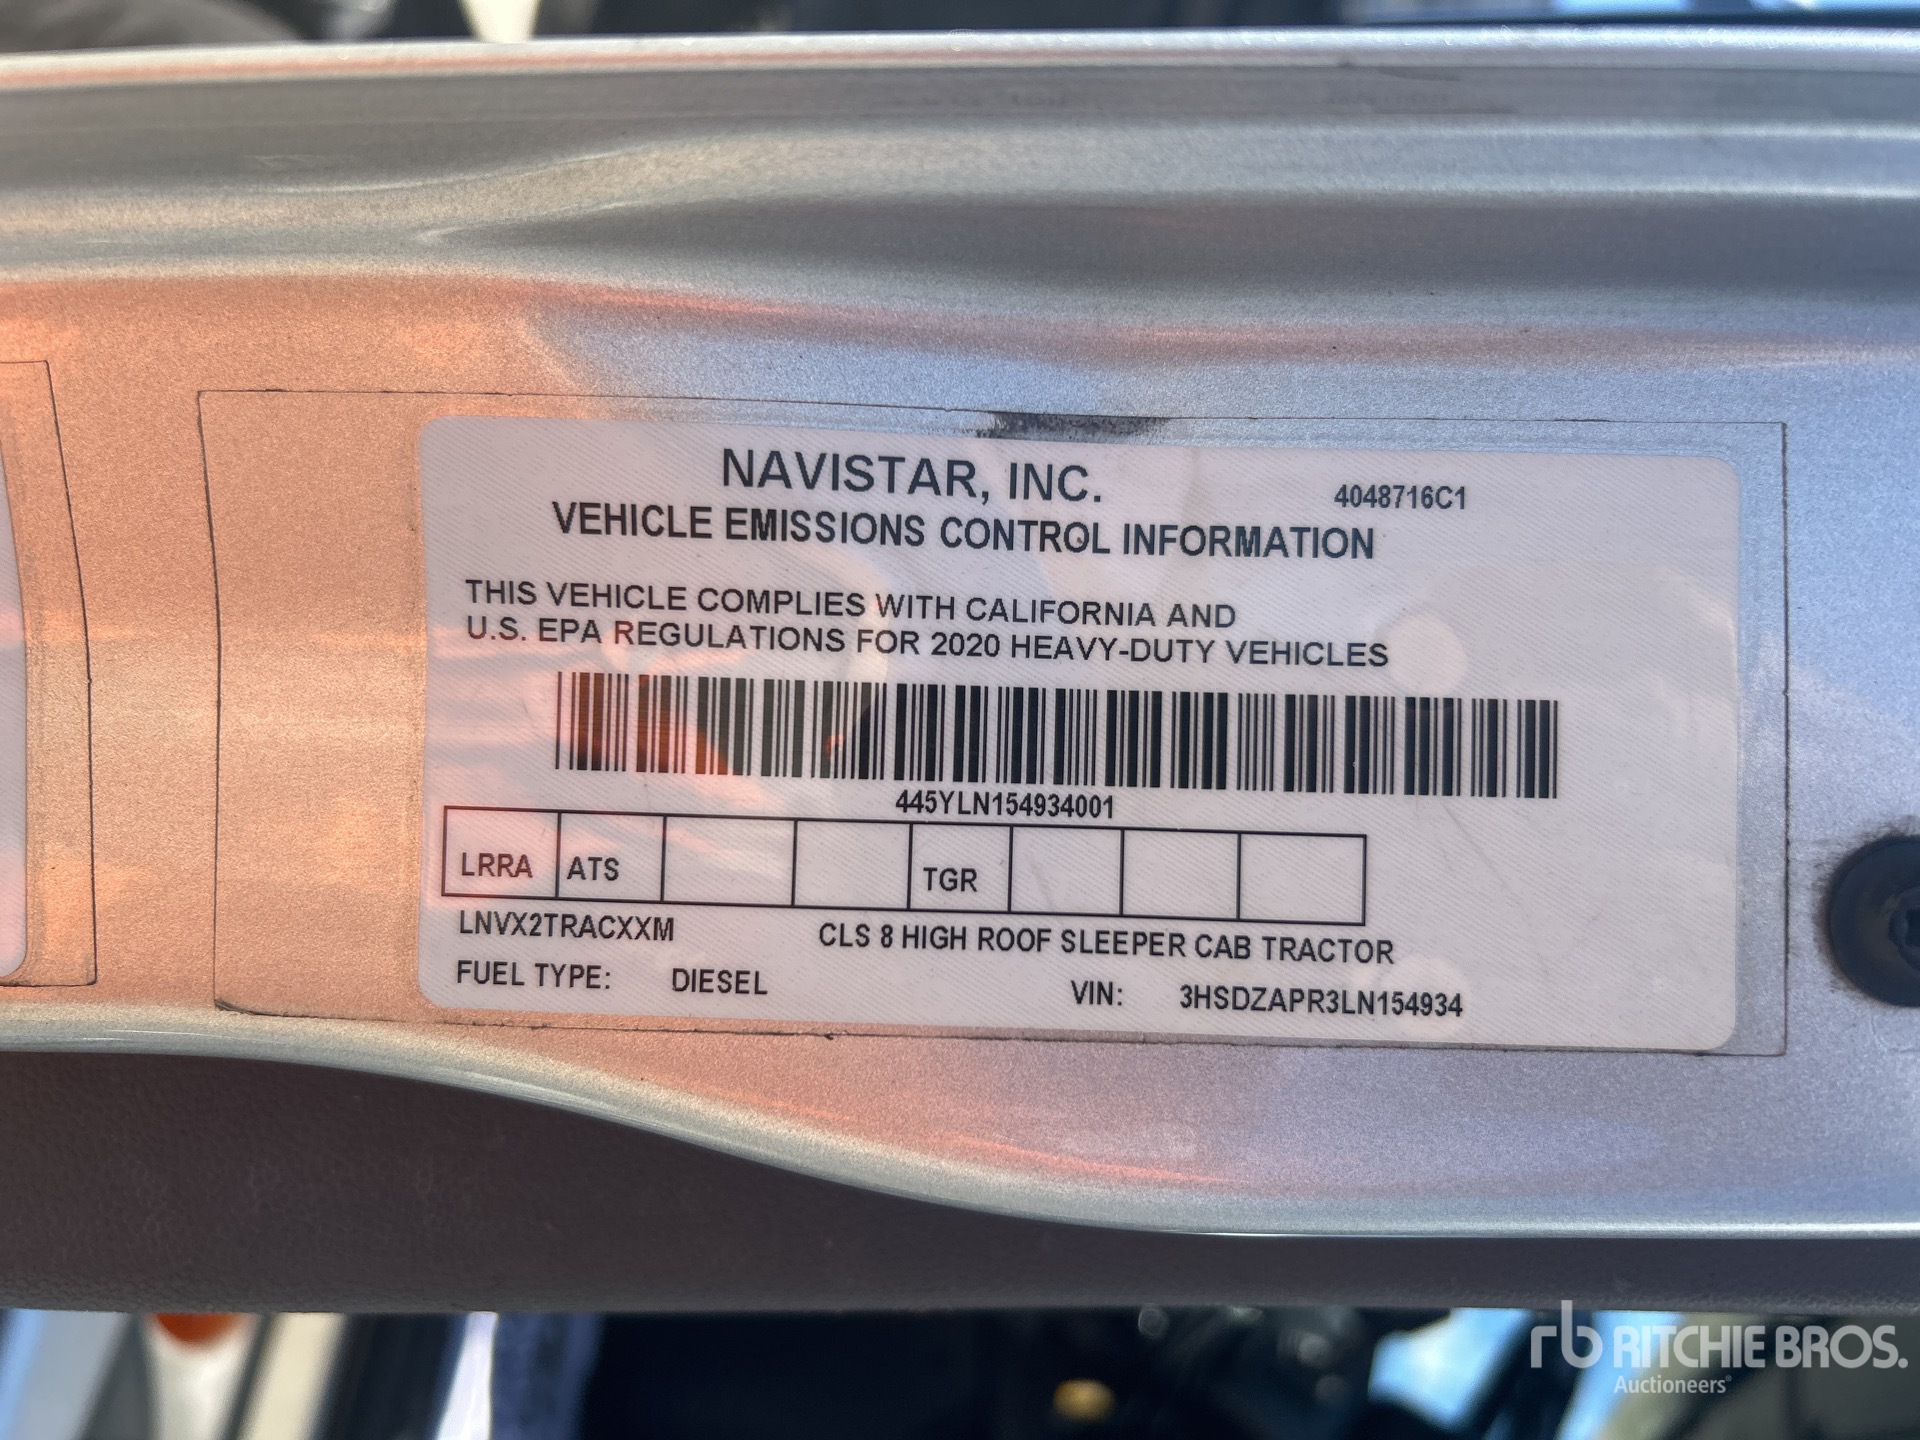 NAVISTAR, INC.
4048716C1
VEHICLE EMISSIONS CONTROL INFORMATION
THIS VEHICLE COMPLIES WITH CALIFORNIA AND
U.S. EPA REGULATIONS FOR 2020 HEAVY-DUTY VEHICLES
445YLN154934001
LRRA ATS TGR
LNVX2TRACXXM CLS 8 HIGH ROOF SLEEPER CAB TRACTOR
FUEL TYPE: DIESEL VIN: 3HSDZAPR3LN154934
rb RITCHIE BROS.
Auctioneers®